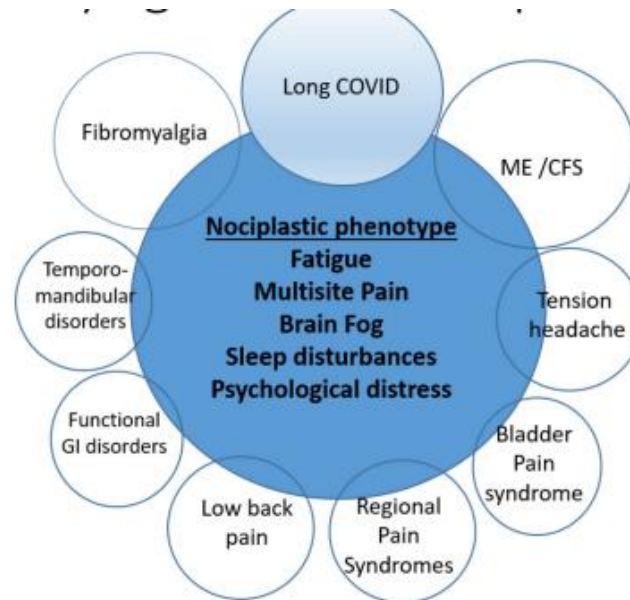 Long COVID
Fibromyalgia
ME /CFS
Nociplastic phenotype
Fatigue
Multisite Pain
Brain Fog
Sleep disturbances
Psychological distress
Temporo-
mandibular
disorders
Tension
headache
Functional
GI disorders
Bladder
Pain
syndrome
Low back
pain
Regional
Pain
Syndromes